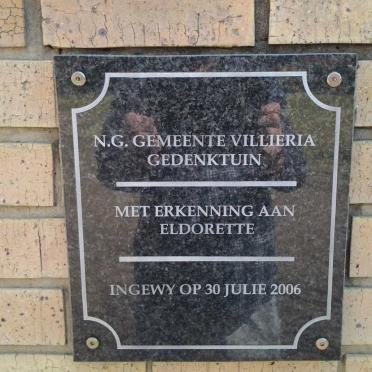 N.G. GEMEENTE VILLIERIA
GEDENKTUIN
MET ERKENNING AAN
ELDORETTE
INGEWY OP 30 JULIE 2006